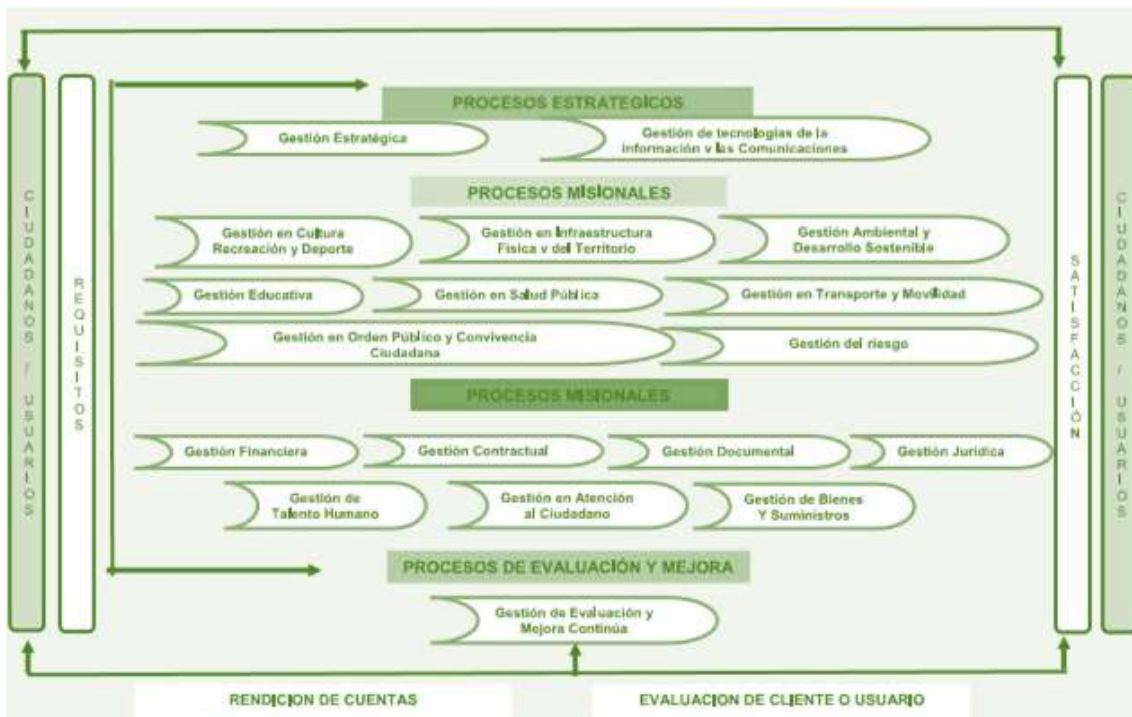 PROCESOS ESTRATEGICOS
Gestión Estratégica
Gestión de tecnologías de la
información y las Comunicaciones
PROCESOS MISIONALES
Gestión en Cultura
Recreación y Deporte
Gestión en Infraestructura
Física y del Territorio
Gestión Ambiental y
Desarrollo Sostenible
Gestión Educativa
Gestión en Salud Pública
Gestión en Transporte y Movilidad
Gestión en Orden Público y Convivencia
Ciudadana
Gestión del riesgo
PROCESOS MISIONALES
Gestión Financiera
Gestión Contractual
Gestión Documental
Gestión Jurídica
Gestión de
Talento Humano
Gestión en Atención
al Ciudadano
Gestión de Bienes
Y Suministros
PROCESOS DE EVALUACIÓN Y MEJORA
Gestión de Evaluación y
Mejora Continúa
CIUDADANOS / USUARIOS
REQUISITOS
SATISFACCIÓN
CIUDADANOS / USUARIOS
RENDICION DE CUENTAS
EVALUACION DE CLIENTE O USUARIO